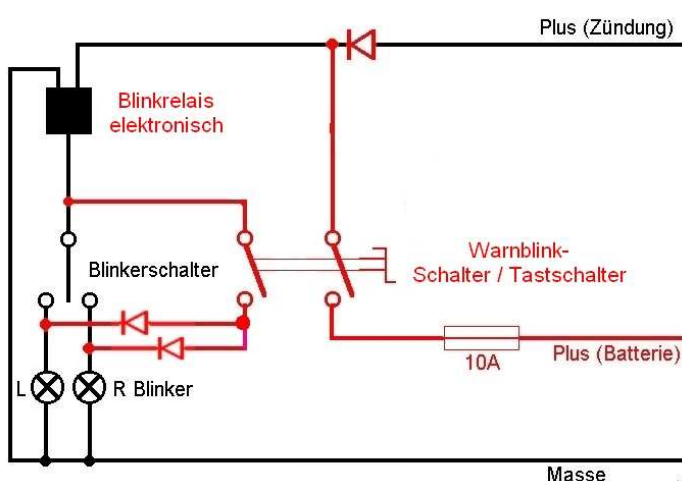 Plus (Zündung)
Blinkrelais
elektronisch
Blinkerschalter
Warnblink-
Schalter / Tastschalter
10A
Plus (Batterie)
L
R Blinker
Masse